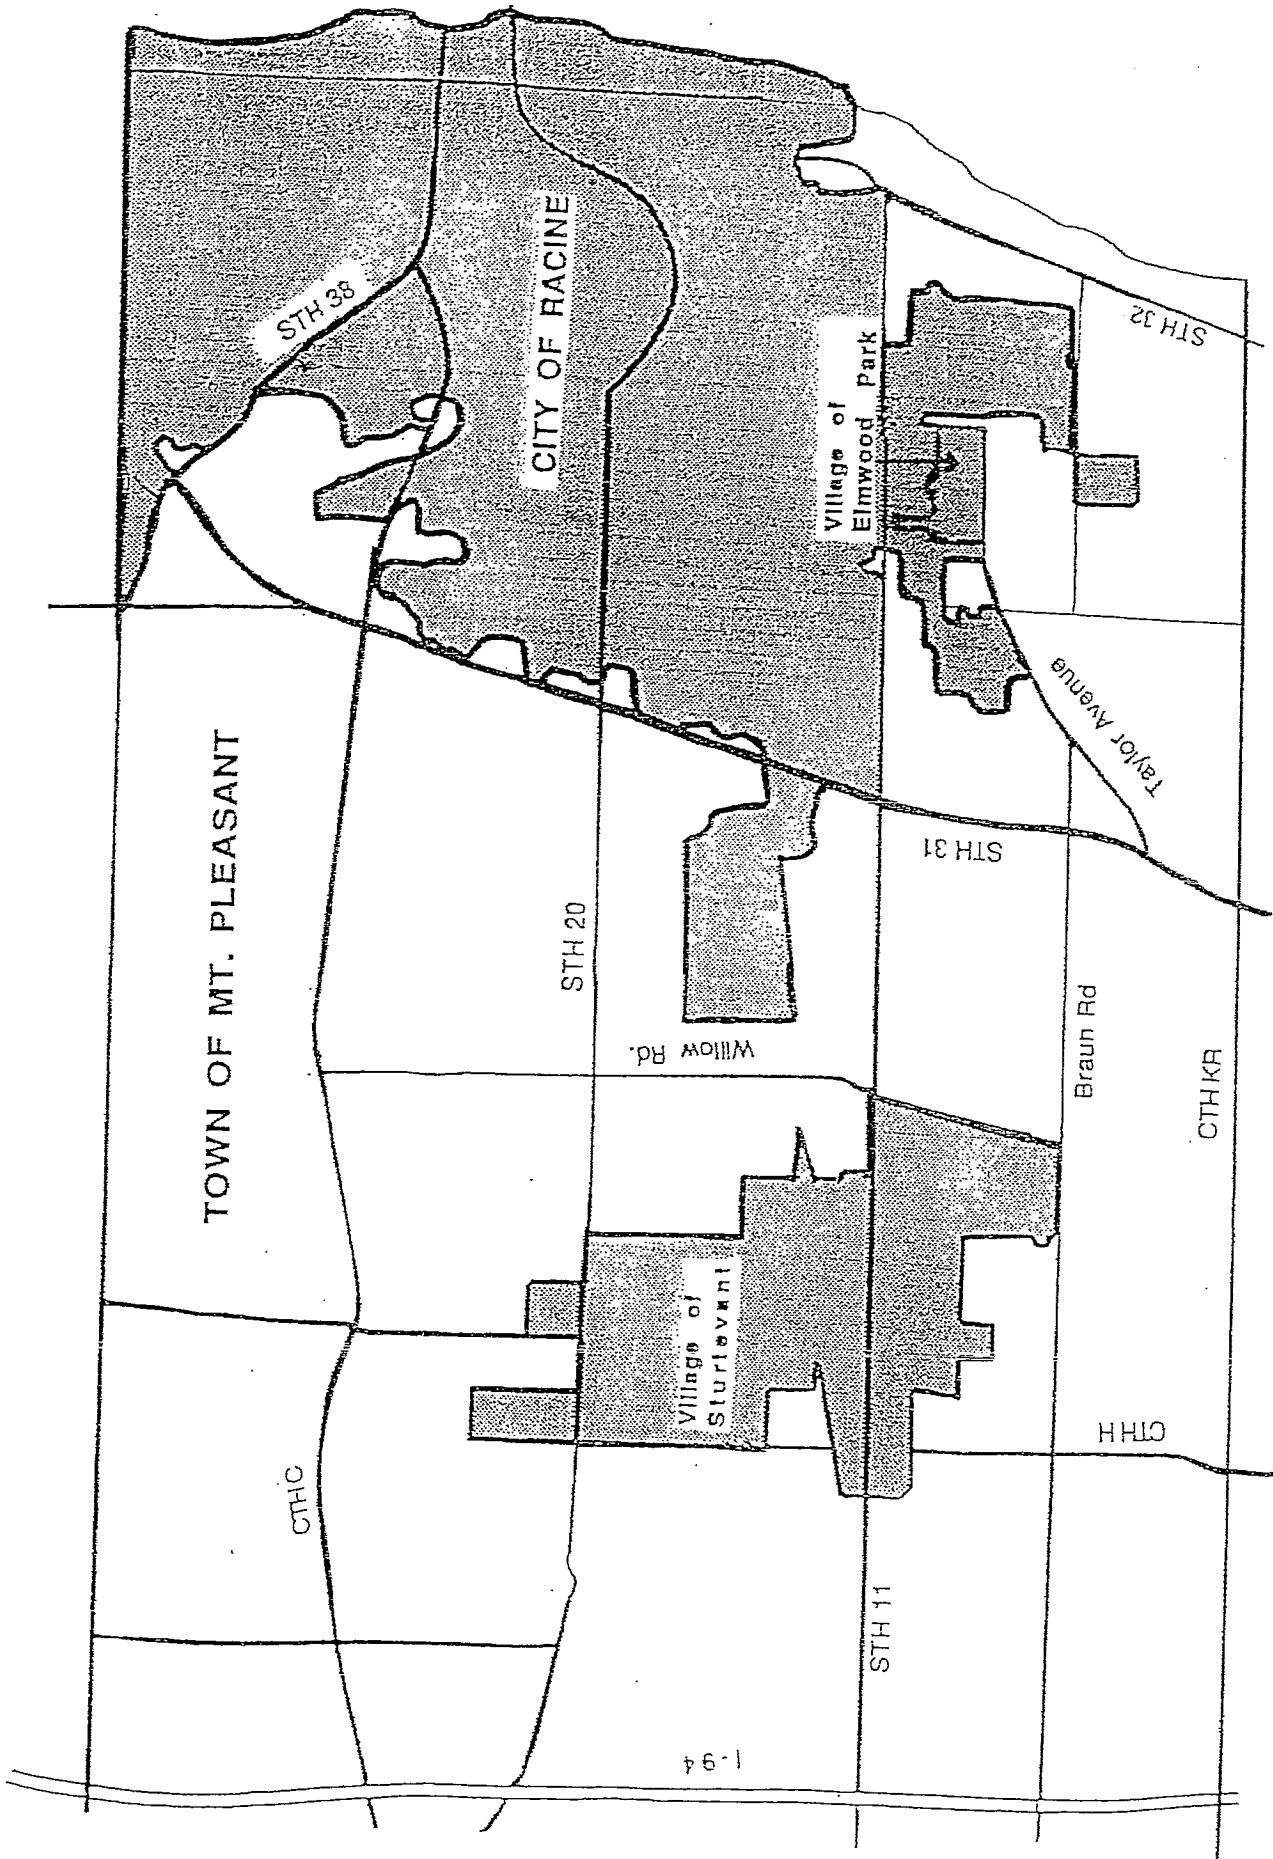 TOWN OF MT. PLEASANT
CITY OF RACINE
STH 38
CTH C
STH 20
Willow Rd.
Village of
Sturtevant
Village of
Elmwood Park
STH 32
Taylor Avenue
STH 31
Braun Rd
CTH KR
CTH H
STH 11
I-94